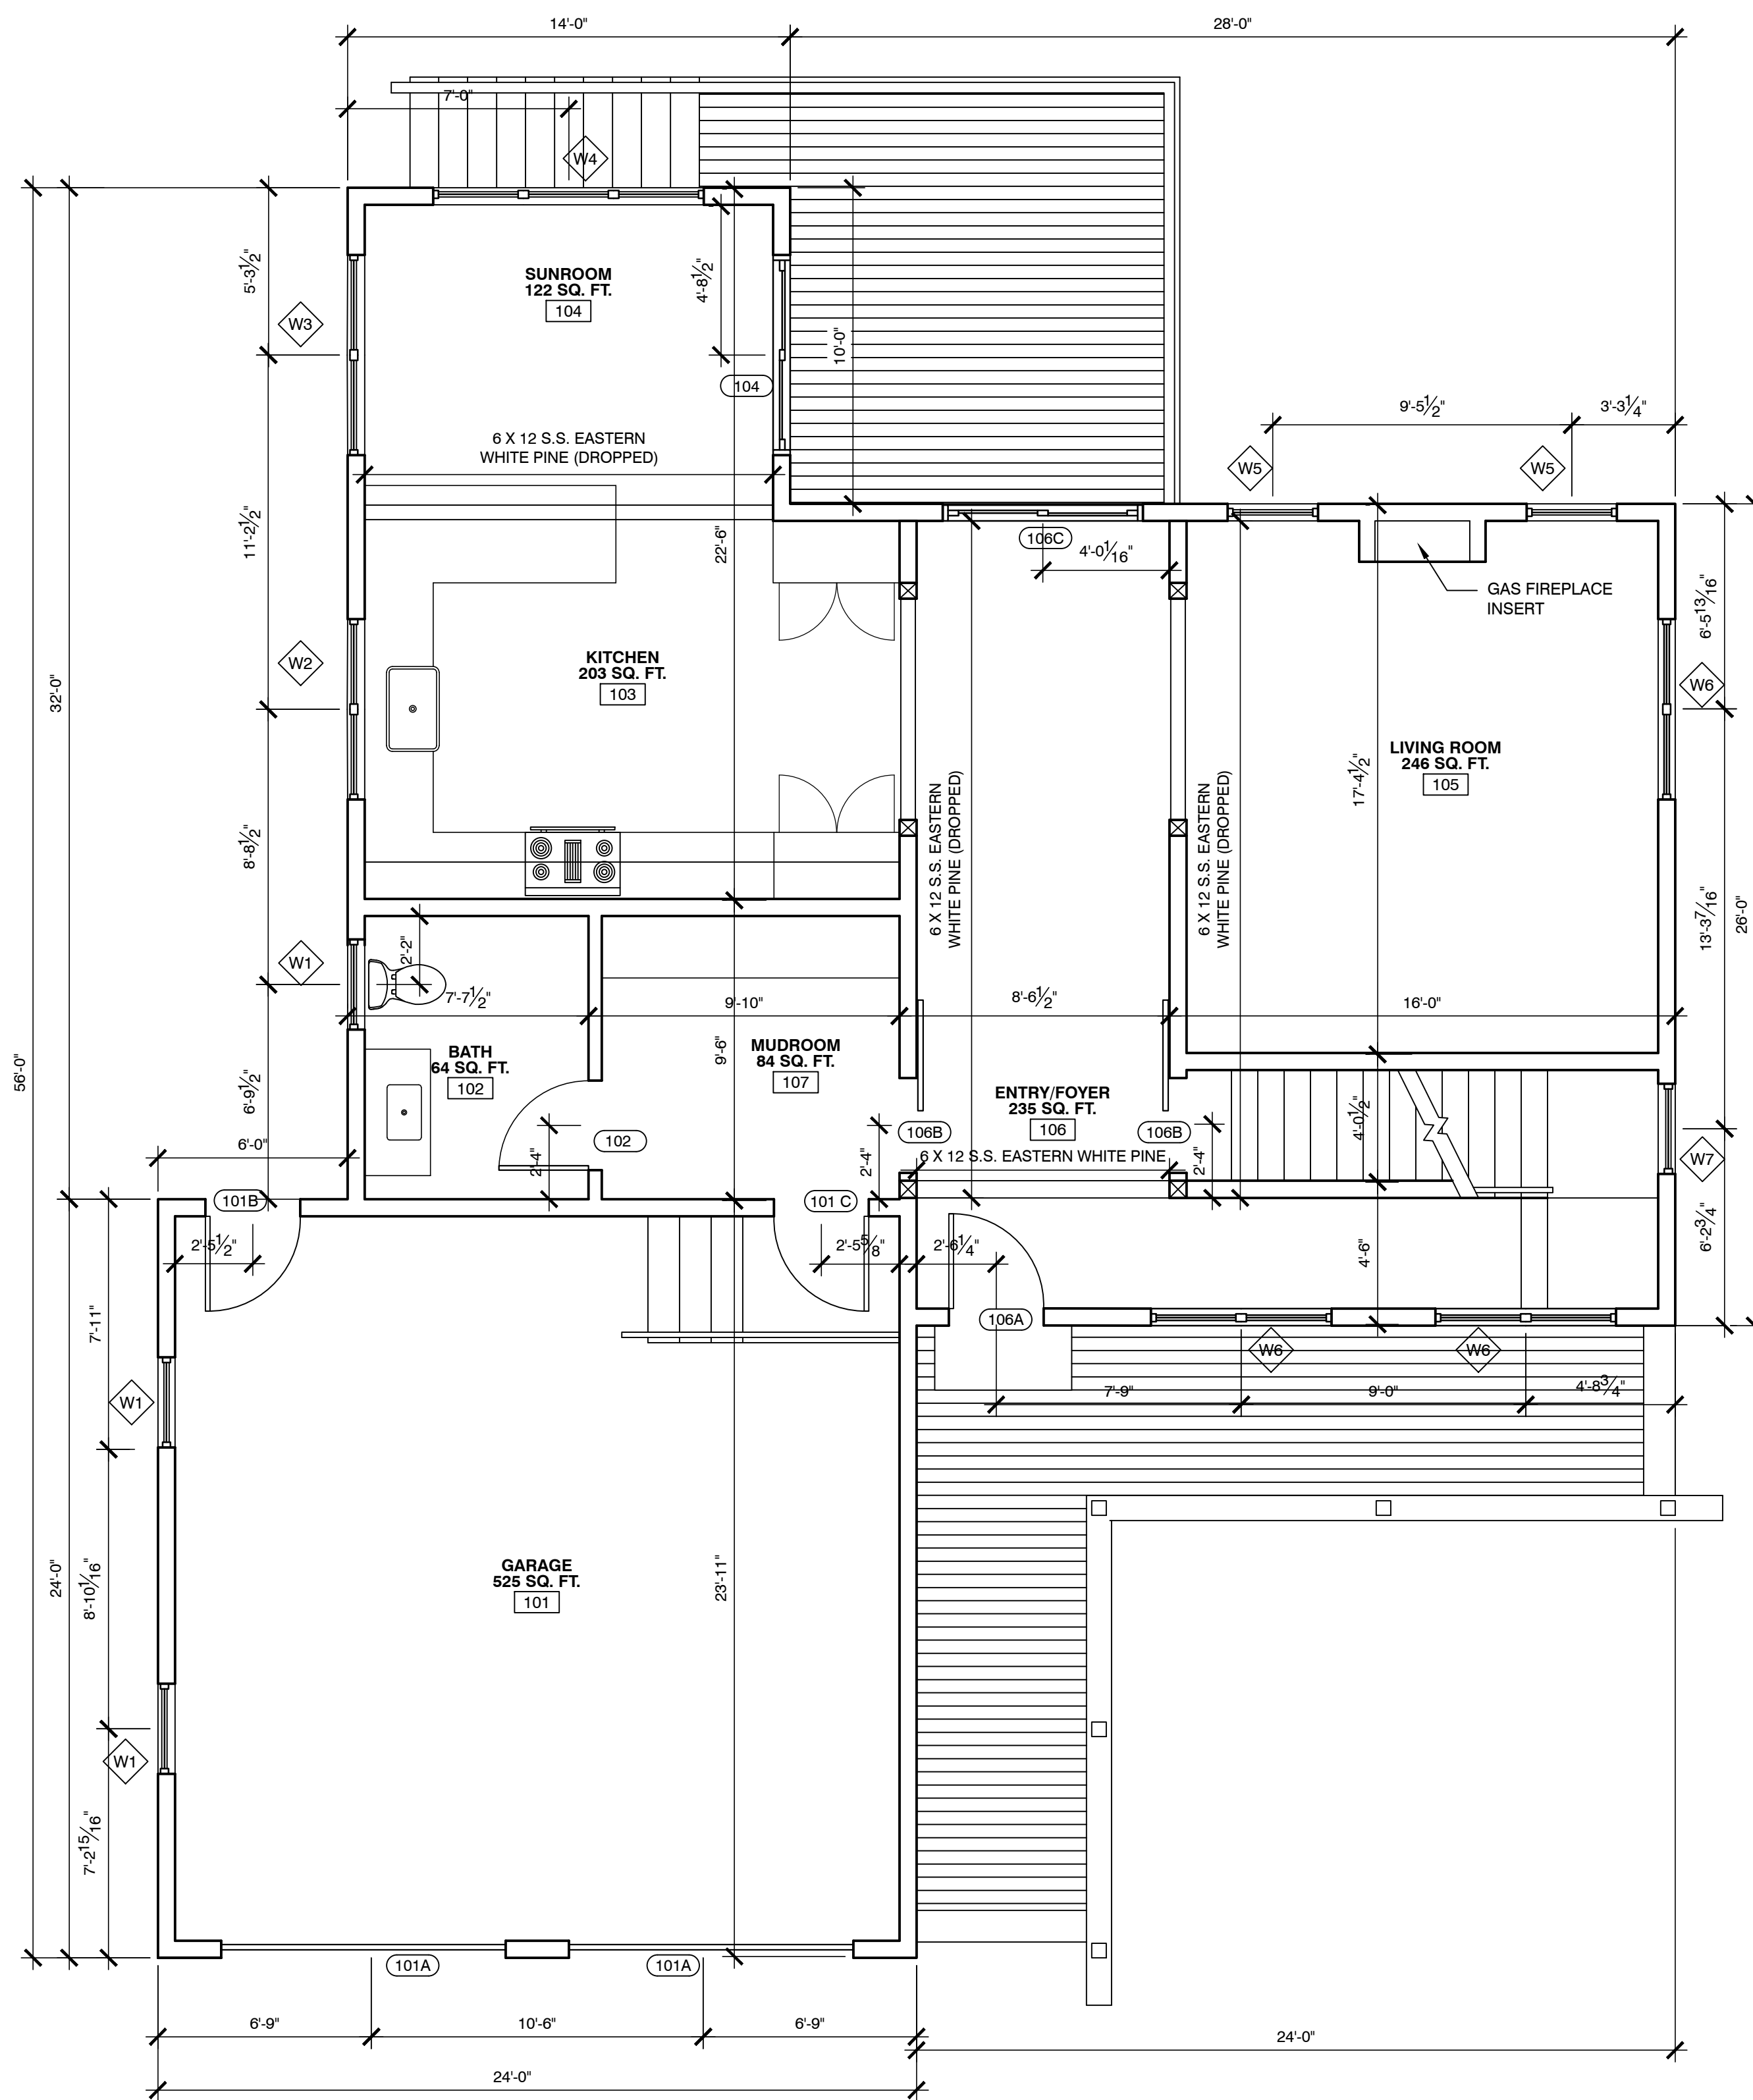 14'-0"
28'-0"
7'-0"
W4
5'-3 1/2"
SUNROOM
122 SQ. FT.
104
4'-8 1/2"
W3
10'-0"
104
9'-5 1/2"
3'-3 1/4"
6 X 12 S.S. EASTERN
WHITE PINE (DROPPED)
W5
W5
11'-2 1/2"
22'-6"
106C
4'-0 1/16"
GAS FIREPLACE
INSERT
6'-5 13/16"
32'-0"
W2
KITCHEN
203 SQ. FT.
103
W6
LIVING ROOM
246 SQ. FT.
105
17'-4 1/2"
8'-8 1/2"
6 X 12 S.S. EASTERN
WHITE PINE (DROPPED)
6 X 12 S.S. EASTERN
WHITE PINE (DROPPED)
13'-3 7/16"
26'-0"
W1
2'-2"
7'-7 1/2"
9'-10"
8'-6 1/2"
16'-0"
56'-0"
BATH
64 SQ. FT.
102
9'-6"
MUDROOM
84 SQ. FT.
107
6'-9 1/2"
ENTRY/FOYER
235 SQ. FT.
106
4'-0 1/2"
6'-0"
102
106B
106B
2'-4"
2'-4"
2'-4"
6 X 12 S.S. EASTERN WHITE PINE
W7
101B
101 C
6'-2 3/4"
2'-5 1/2"
2'-5 5/8"
2'-6 1/4"
4'-6"
7'-11"
106A
W6
W6
W1
7'-9"
9'-0"
4'-8 3/4"
GARAGE
525 SQ. FT.
101
24'-0"
8'-10 1/16"
23'-11"
W1
7'-2 15/16"
101A
101A
6'-9"
10'-6"
6'-9"
24'-0"
24'-0"